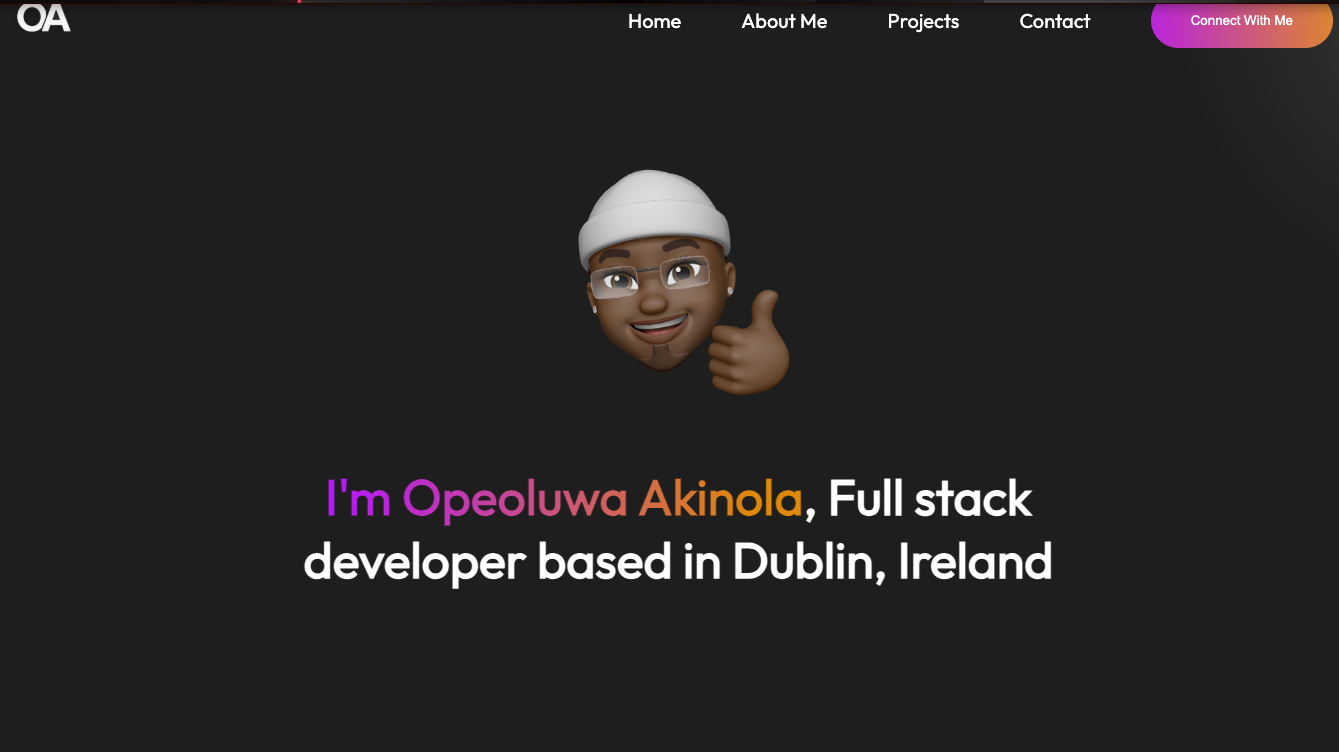 OA
Home About Me Projects Contact Connect With Me
I'm Opeoluwa Akinola, Full stack
developer based in Dublin, Ireland